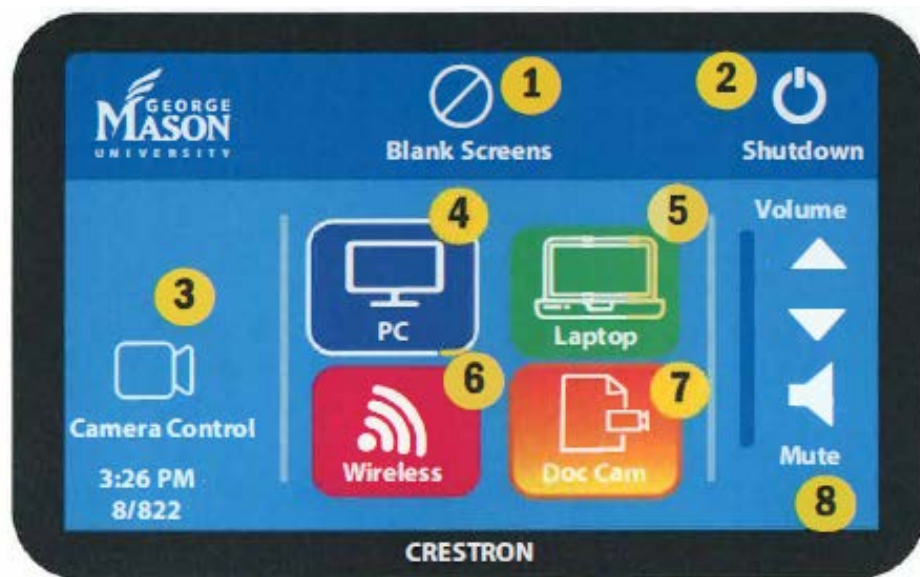 GEORGE
MASON
UNIVERSITY
1
Blank Screens
2
Shutdown
3
Camera Control
3:26 PM
8/822
4
PC
5
Laptop
6
Wireless
7
Doc Cam
Volume
Mute
8
CRESTRON